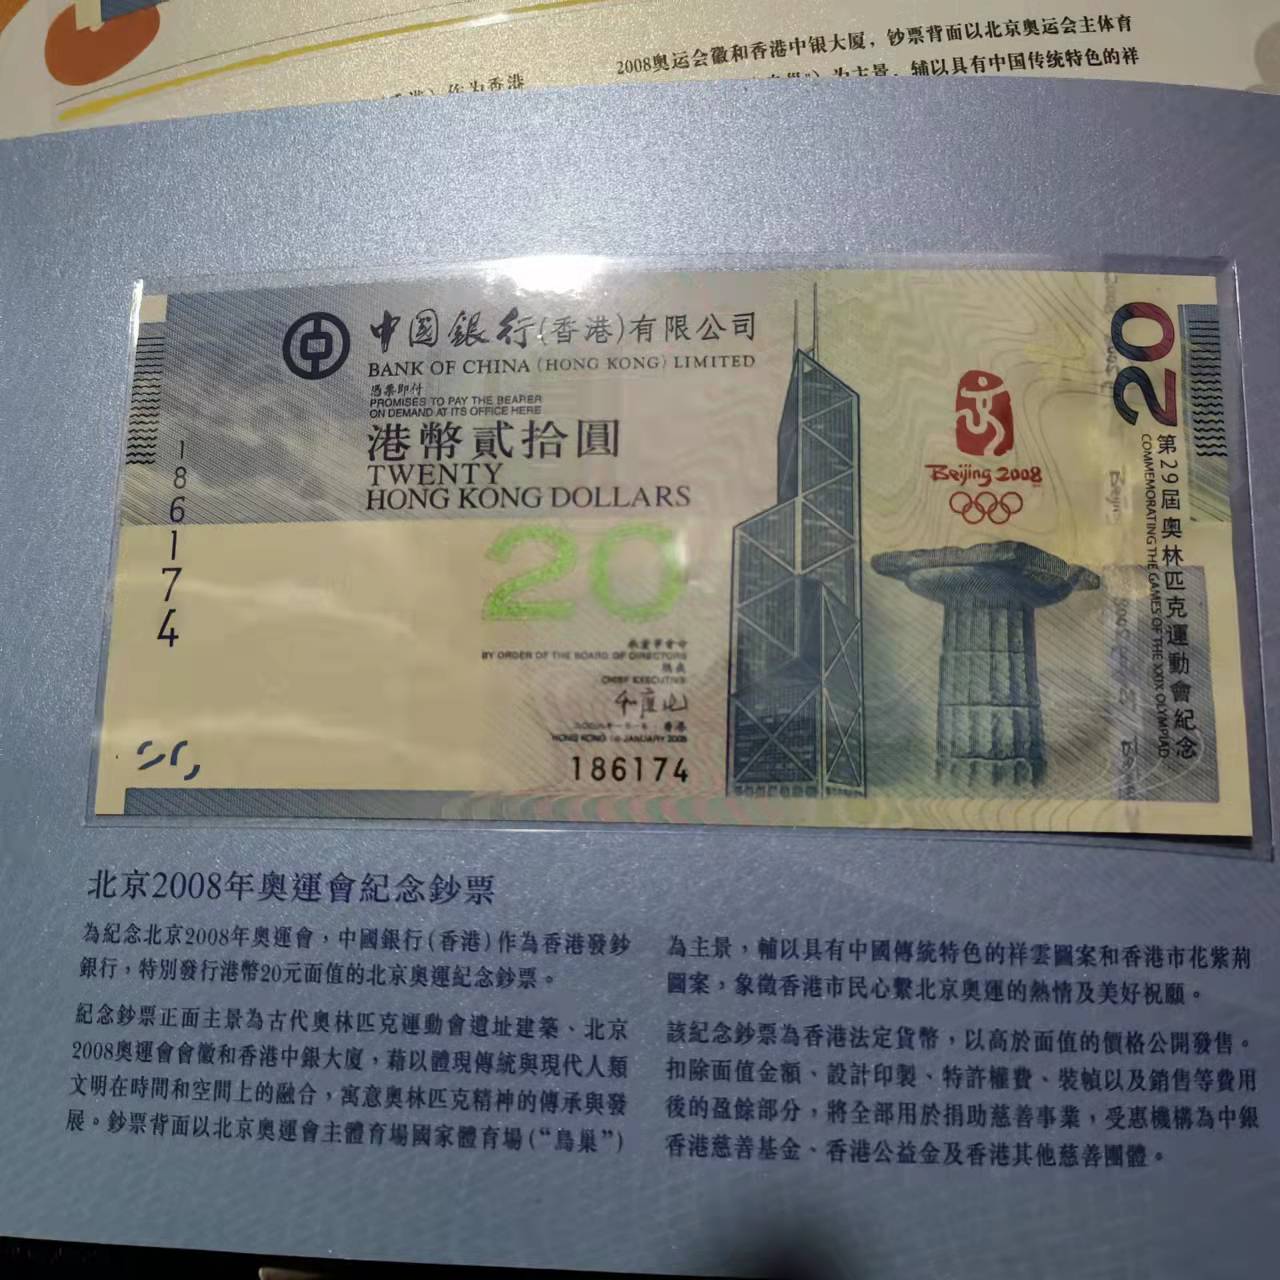 2008奥运会徽和香港中银大厦，钞票背面以北京奥运会主体育
作为香港
为主景，辅以具有中国传统特色的祥
中國銀行(香港)有限公司
BANK OF CHINA (HONG KONG) LIMITED
憑票即付
PROMISES TO PAY THE BEARER
ON DEMAND AT ITS OFFICE HERE
港幣貳拾圓
TWENTY
HONG KONG DOLLARS
20
BY ORDER OF THE BOARD OF DIRECTORS
總裁
CHIEF EXECUTIVE
香港
HONG KONG 1 JANUARY 2008
186174
186174
Beijing 2008
20
第29屆奧林匹克運動會紀念
COMMEMORATING THE GAMES OF THE XXIX OLYMPIAD
北京2008年奧運會紀念鈔票
為紀念北京2008年奧運會，中國銀行(香港)作為香港發鈔
銀行，特別發行港幣20元面值的北京奧運紀念鈔票。
紀念鈔票正面主景為古代奧林匹克運動會遺址建築、北京
2008奧運會會徽和香港中銀大廈，藉以體現傳統與現代人類
文明在時間和空間上的融合，寓意奧林匹克精神的傳承與發
展。鈔票背面以北京奧運會主體育場國家體育場(“鳥巢”)
為主景，輔以具有中國傳統特色的祥雲圖案和香港市花紫荊
圖案，象徵香港市民心繫北京奧運的熱情及美好祝願。
該紀念鈔票為香港法定貨幣，以高於面值的價格公開發售。
扣除面值金額、設計印製、特許權費、裝幀以及銷售等費用
後的盈餘部分，將全部用於捐助慈善事業，受惠機構為中銀
香港慈善基金、香港公益金及香港其他慈善團體。